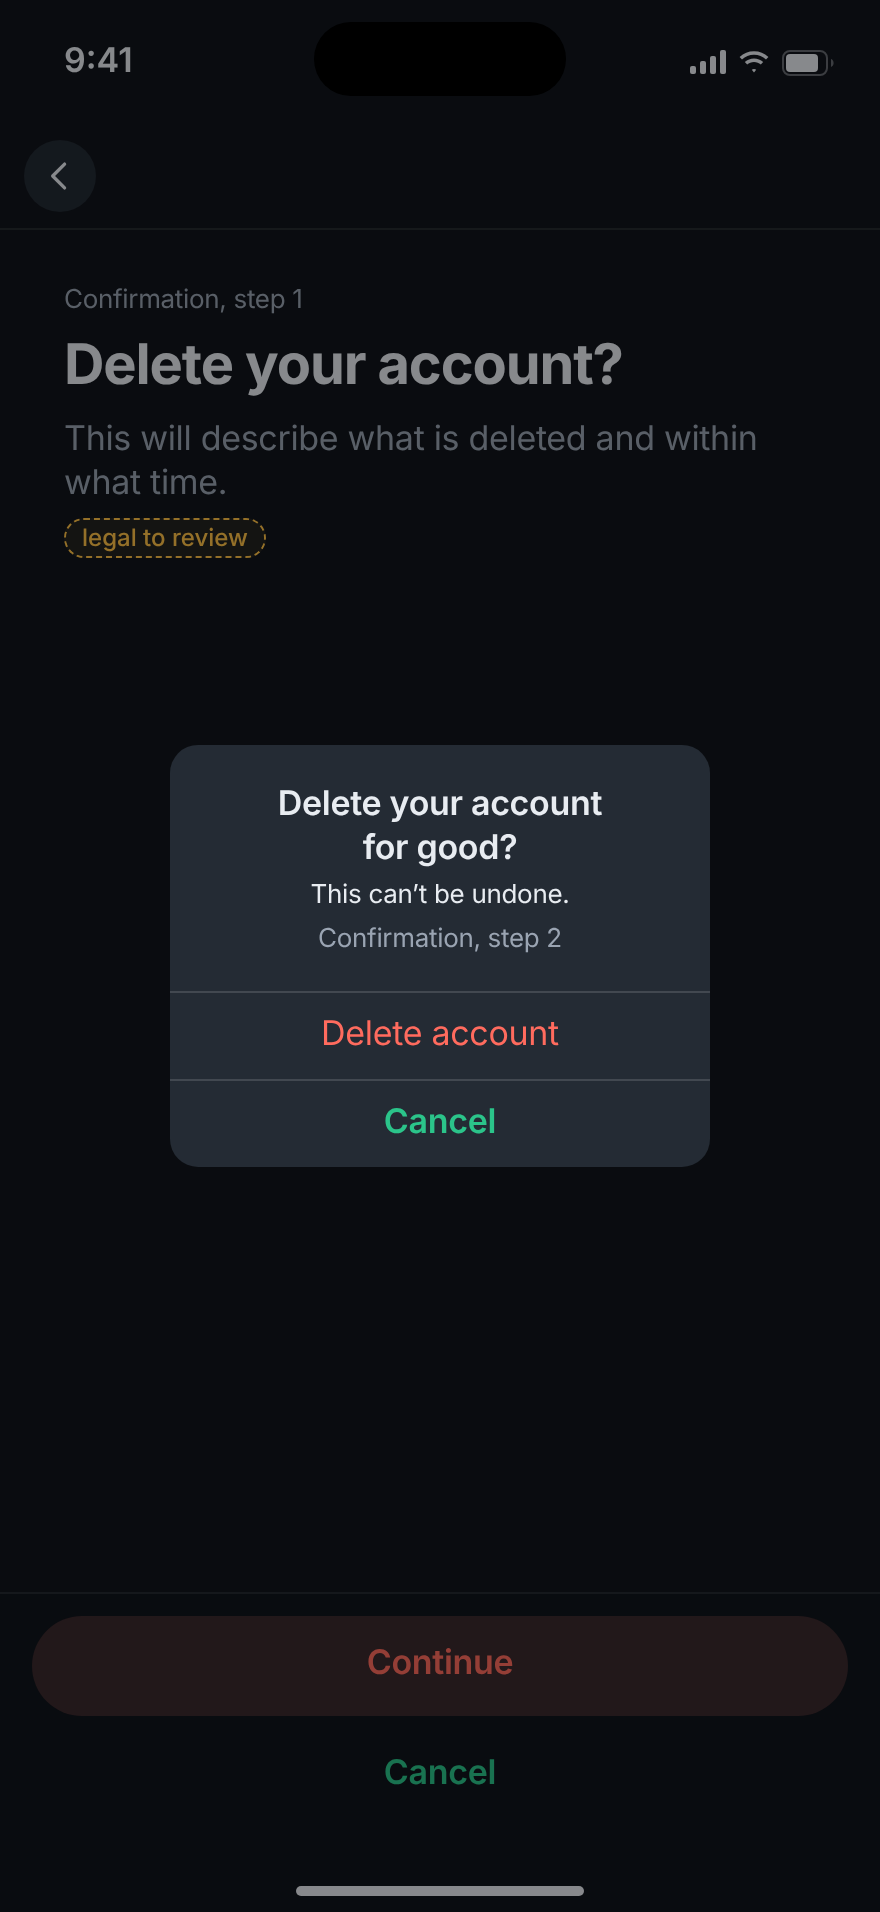 9:41
Confirmation, step 1
Delete your account?
This will describe what is deleted and within
what time.
legal to review
Delete your account
for good?
This can’t be undone.
Confirmation, step 2
Delete account
Cancel
Continue
Cancel